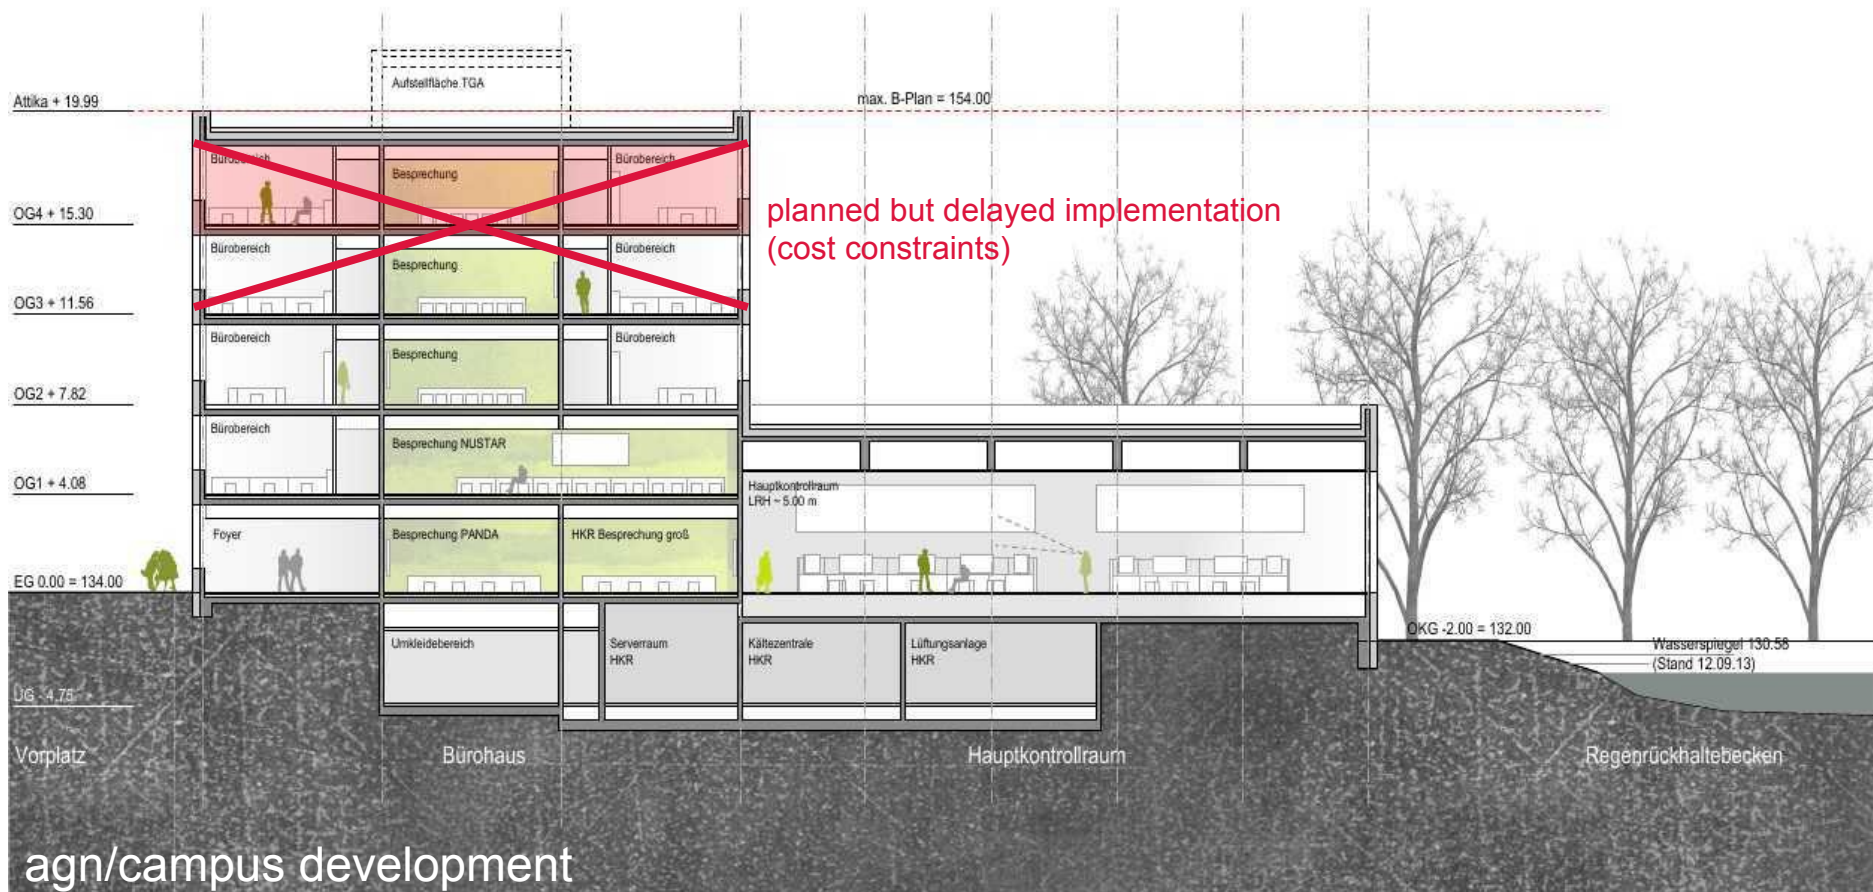 Aufstellfläche TGA
Attika + 19.99
max. B-Plan = 154.00
Bürobereich
Besprechung
Bürobereich
OG4 + 15.30
planned but delayed implementation
(cost constraints)
Bürobereich
Besprechung
Bürobereich
OG3 + 11.56
Bürobereich
Besprechung
Bürobereich
OG2 + 7.82
Bürobereich
Besprechung NUSTAR
OG1 + 4.08
Hauptkontrollraum
LRH ~ 5.00 m
Foyer
Besprechung PANDA
HKR Besprechung groß
EG 0.00 = 134.00
OKG -2.00 = 132.00
Umkleidebereich
Serverraum
HKR
Kältezentrale
HKR
Lüftungsanlage
HKR
Wasserspiegel 130.58
(Stand 12.09.13)
UG - 4.75
Vorplatz
Bürohaus
Hauptkontrollraum
Regenrückhaltebecken
agn/campus development